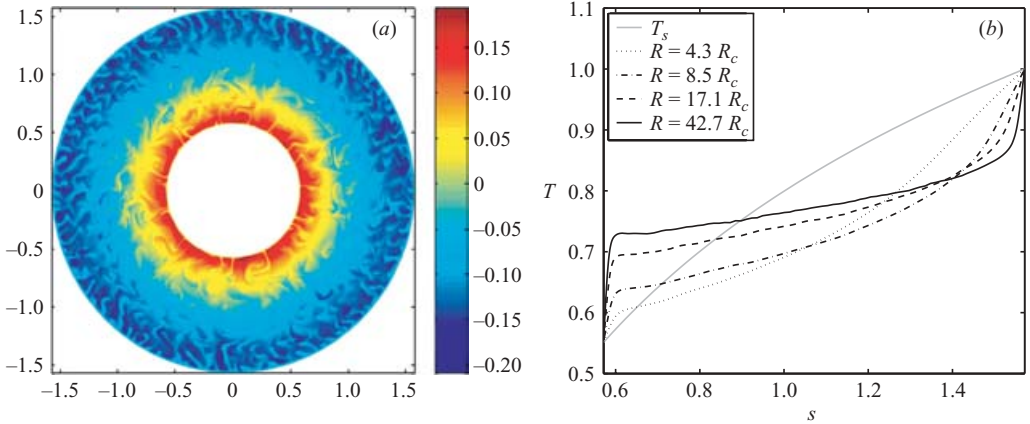 (a)
1.5
1.0
0.5
0
–0.5
–1.0
–1.5
–1.5 –1.0 –0.5 0 0.5 1.0 1.5
0.15
0.10
0.05
0
–0.05
–0.10
–0.15
–0.20
(b)
T_s
R = 4.3 R_c
R = 8.5 R_c
R = 17.1 R_c
R = 42.7 R_c
1.1
1.0
0.9
0.8
0.7
0.6
0.5
T
0.6 0.8 1.0 1.2 1.4
s